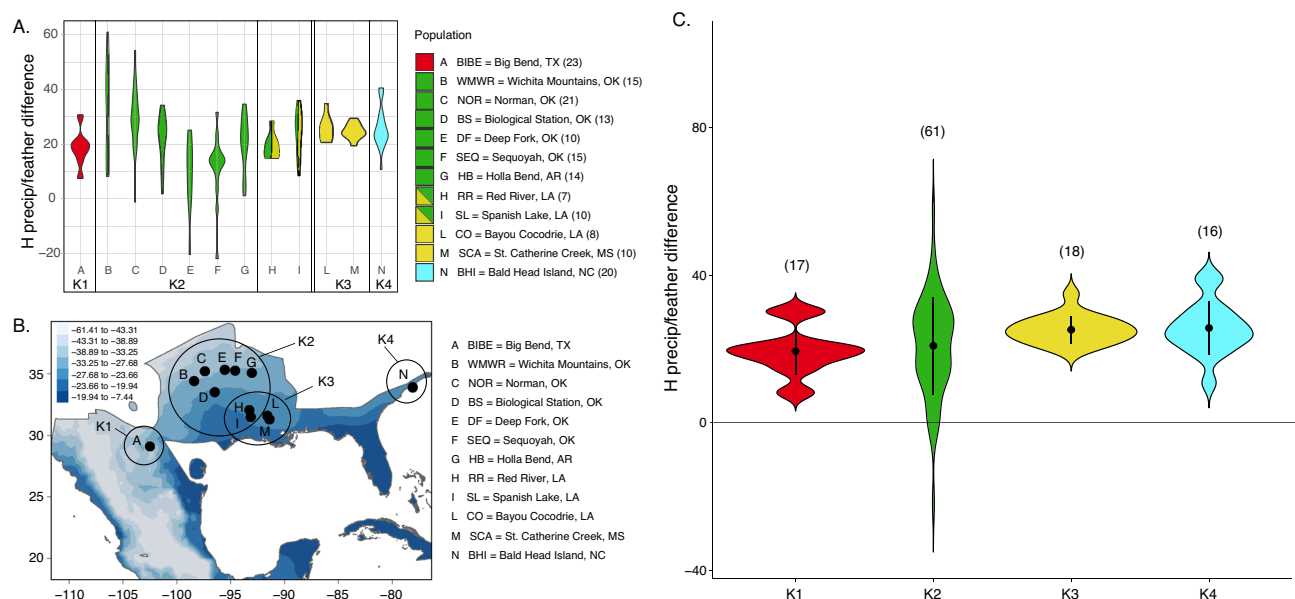 A.
H precip/feather difference
60
40
20
0
−20
A B C D E F G H I L M N
K1 K2 K3 K4
Population
A BIBE = Big Bend, TX (23)
B WMWR = Wichita Mountains, OK (15)
C NOR = Norman, OK (21)
D BS = Biological Station, OK (13)
E DF = Deep Fork, OK (10)
F SEQ = Sequoyah, OK (15)
G HB = Holla Bend, AR (14)
H RR = Red River, LA (7)
I SL = Spanish Lake, LA (10)
L CO = Bayou Cocodrie, LA (8)
M SCA = St. Catherine Creek, MS (10)
N BHI = Bald Head Island, NC (20)
B.
−61.41 to −43.31
−43.31 to −38.89
−38.89 to −33.25
−33.25 to −27.68
−27.68 to −23.66
−23.66 to −19.94
−19.94 to −7.44
35
30
25
20
−110 −105 −100 −95 −90 −85 −80
K1
K2
K3
K4
A
B
C
D
E
F
G
H
I
L
M
N
A BIBE = Big Bend, TX
B WMWR = Wichita Mountains, OK
C NOR = Norman, OK
D BS = Biological Station, OK
E DF = Deep Fork, OK
F SEQ = Sequoyah, OK
G HB = Holla Bend, AR
H RR = Red River, LA
I SL = Spanish Lake, LA
L CO = Bayou Cocodrie, LA
M SCA = St. Catherine Creek, MS
N BHI = Bald Head Island, NC
C.
H precip/feather difference
80
40
0
−40
(17)
(61)
(18)
(16)
K1 K2 K3 K4